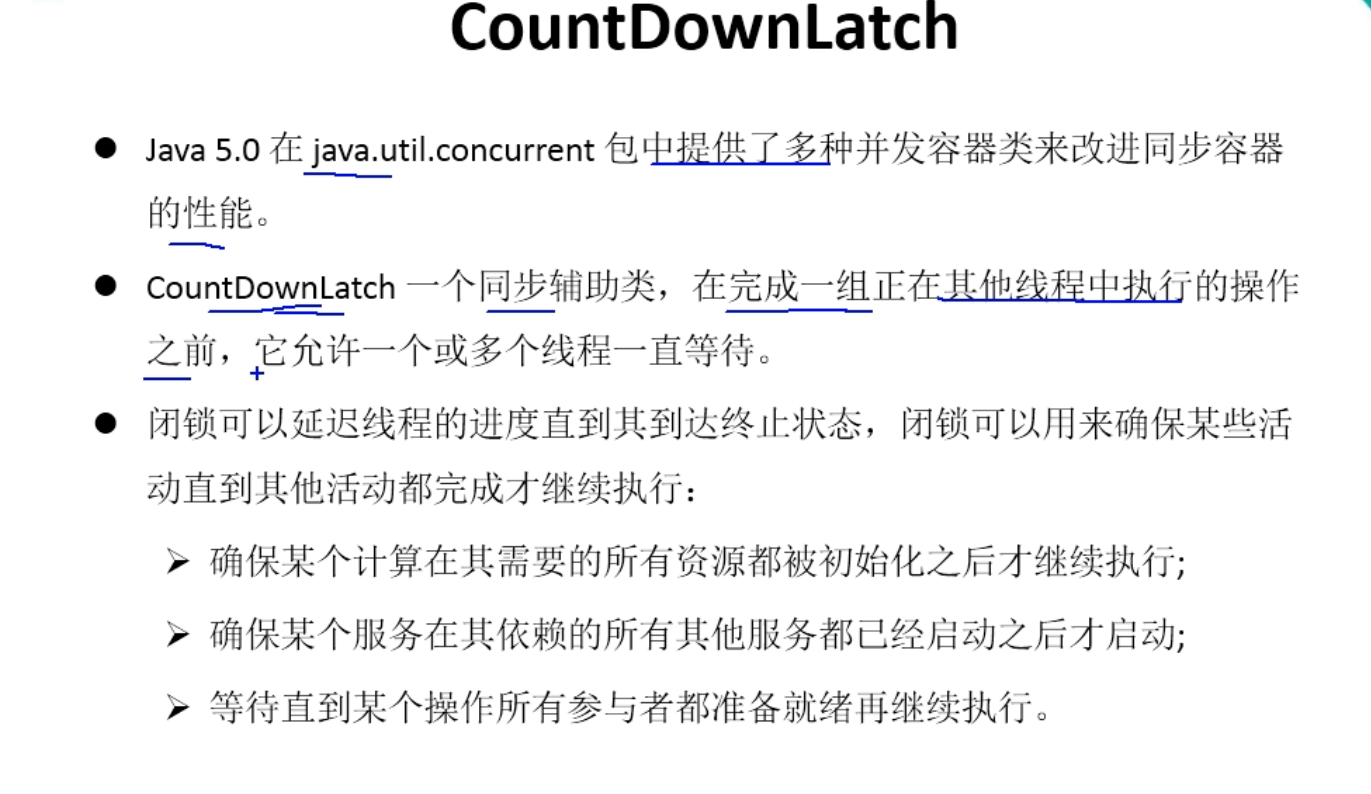 CountDownLatch
● Java 5.0 在 java.util.concurrent 包中提供了多种并发容器类来改进同步容器
的性能。
● CountDownLatch 一个同步辅助类，在完成一组正在其他线程中执行的操作
之前，它允许一个或多个线程一直等待。
● 闭锁可以延迟线程的进度直到其到达终止状态，闭锁可以用来确保某些活
动直到其他活动都完成才继续执行：
➢ 确保某个计算在其需要的所有资源都被初始化之后才继续执行;
➢ 确保某个服务在其依赖的所有其他服务都已经启动之后才启动;
➢ 等待直到某个操作所有参与者都准备就绪再继续执行。